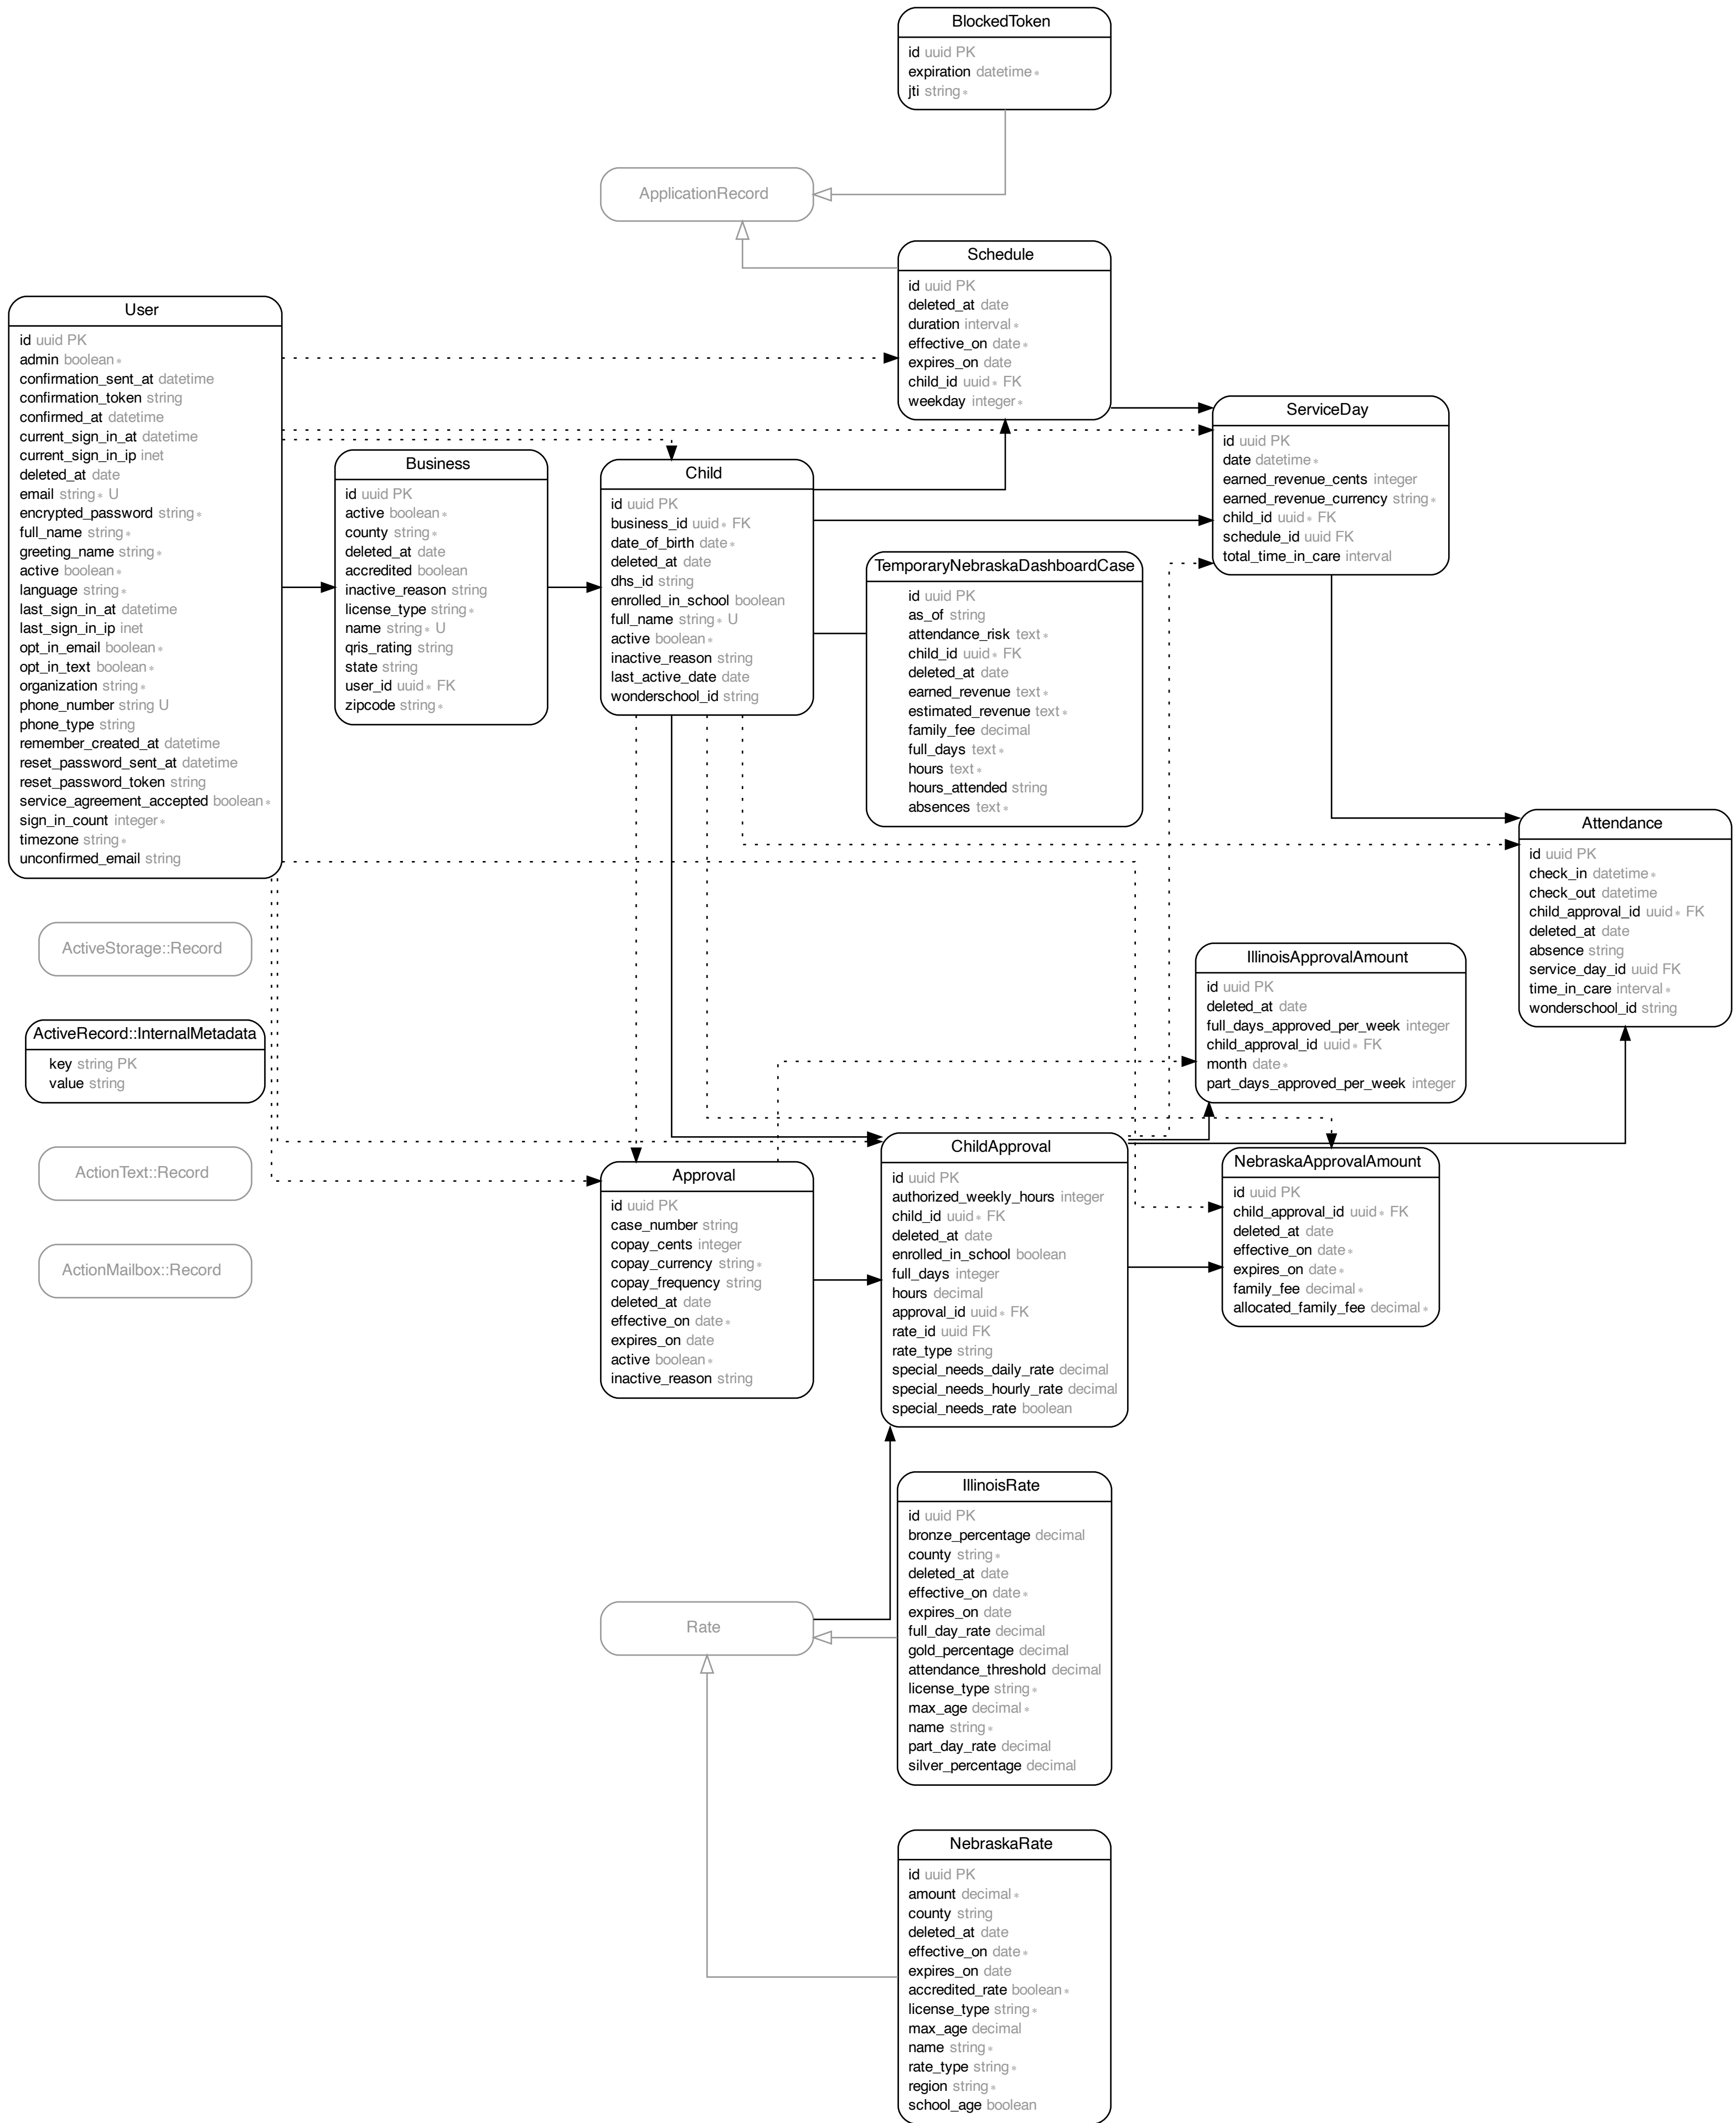 BlockedToken
id uuid PK
expiration datetime ∗
jti string ∗
ApplicationRecord
Schedule
id uuid PK
deleted_at date
duration interval ∗
effective_on date ∗
expires_on date
child_id uuid ∗ FK
weekday integer ∗
User
id uuid PK
admin boolean ∗
confirmation_sent_at datetime
confirmation_token string
confirmed_at datetime
current_sign_in_at datetime
current_sign_in_ip inet
deleted_at date
email string ∗ U
encrypted_password string ∗
full_name string ∗
greeting_name string ∗
active boolean ∗
language string ∗
last_sign_in_at datetime
last_sign_in_ip inet
opt_in_email boolean ∗
opt_in_text boolean ∗
organization string ∗
phone_number string U
phone_type string
remember_created_at datetime
reset_password_sent_at datetime
reset_password_token string
service_agreement_accepted boolean ∗
sign_in_count integer ∗
timezone string ∗
unconfirmed_email string
Business
id uuid PK
active boolean ∗
county string ∗
deleted_at date
accredited boolean
inactive_reason string
license_type string ∗
name string ∗ U
qris_rating string
state string
user_id uuid ∗ FK
zipcode string ∗
Child
id uuid PK
business_id uuid ∗ FK
date_of_birth date ∗
deleted_at date
dhs_id string
enrolled_in_school boolean
full_name string ∗ U
active boolean ∗
inactive_reason string
last_active_date date
wonderschool_id string
ServiceDay
id uuid PK
date datetime ∗
earned_revenue_cents integer
earned_revenue_currency string ∗
child_id uuid ∗ FK
schedule_id uuid FK
total_time_in_care interval
TemporaryNebraskaDashboardCase
id uuid PK
as_of string
attendance_risk text ∗
child_id uuid ∗ FK
deleted_at date
earned_revenue text ∗
estimated_revenue text ∗
family_fee decimal
full_days text ∗
hours text ∗
hours_attended string
absences text ∗
Attendance
id uuid PK
check_in datetime ∗
check_out datetime
child_approval_id uuid ∗ FK
deleted_at date
absence string
service_day_id uuid FK
time_in_care interval ∗
wonderschool_id string
ActiveStorage::Record
IllinoisApprovalAmount
id uuid PK
deleted_at date
full_days_approved_per_week integer
child_approval_id uuid ∗ FK
month date ∗
part_days_approved_per_week integer
ActiveRecord::InternalMetadata
key string PK
value string
ActionText::Record
ActionMailbox::Record
Approval
id uuid PK
case_number string
copay_cents integer
copay_currency string ∗
copay_frequency string
deleted_at date
effective_on date ∗
expires_on date
active boolean ∗
inactive_reason string
ChildApproval
id uuid PK
authorized_weekly_hours integer
child_id uuid ∗ FK
deleted_at date
enrolled_in_school boolean
full_days integer
hours decimal
approval_id uuid ∗ FK
rate_id uuid FK
rate_type string
special_needs_daily_rate decimal
special_needs_hourly_rate decimal
special_needs_rate boolean
NebraskaApprovalAmount
id uuid PK
child_approval_id uuid ∗ FK
deleted_at date
effective_on date ∗
expires_on date ∗
family_fee decimal ∗
allocated_family_fee decimal ∗
Rate
IllinoisRate
id uuid PK
bronze_percentage decimal
county string ∗
deleted_at date
effective_on date ∗
expires_on date
full_day_rate decimal
gold_percentage decimal
attendance_threshold decimal
license_type string ∗
max_age decimal ∗
name string ∗
part_day_rate decimal
silver_percentage decimal
NebraskaRate
id uuid PK
amount decimal ∗
county string
deleted_at date
effective_on date ∗
expires_on date
accredited_rate boolean ∗
license_type string ∗
max_age decimal
name string ∗
rate_type string ∗
region string ∗
school_age boolean